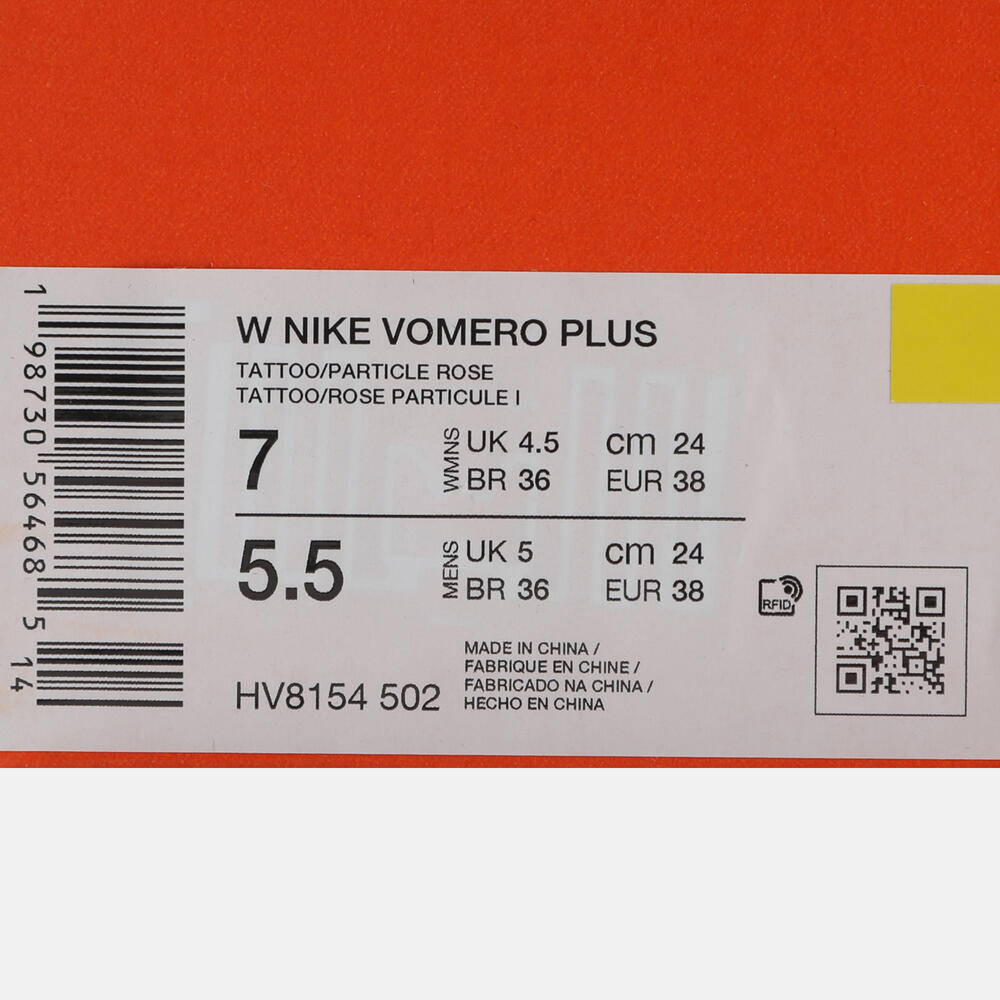 W NIKE VOMERO PLUS
TATTOO/PARTICLE ROSE
TATTOO/ROSE PARTICULE I
7 WMNS UK 4.5 cm 24
BR 36 EUR 38
5.5 MENS UK 5 cm 24
BR 36 EUR 38
RFID
MADE IN CHINA /
FABRIQUE EN CHINE /
FABRICADO NA CHINA /
HECHO EN CHINA
HV8154 502
1 98730 56468 5 14